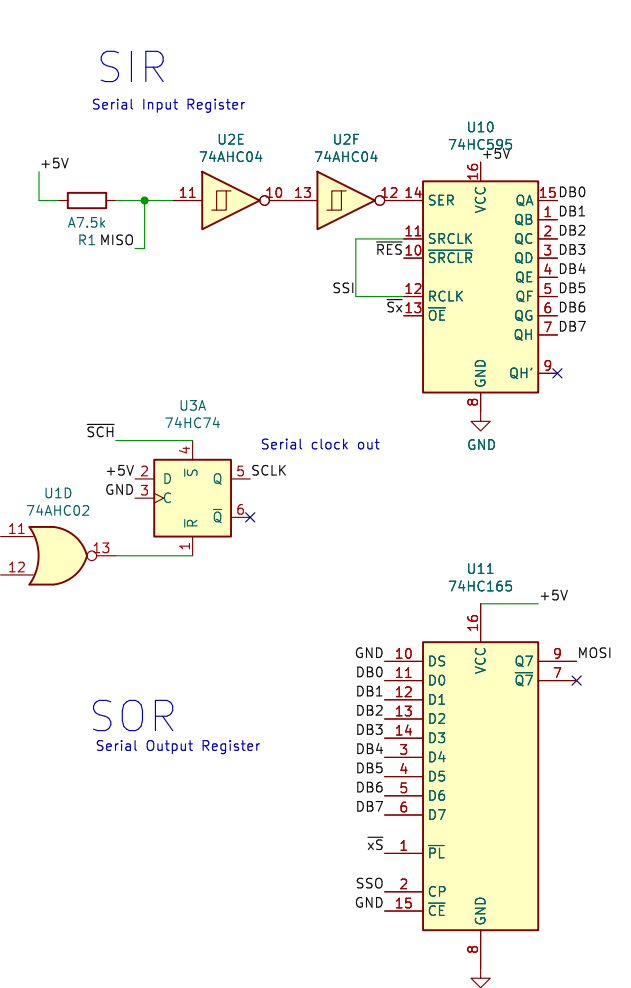 SIR
Serial Input Register
+5V
A7.5k
R1
MISO
U2E
74AHC04
11
10
U2F
74AHC04
13
12
U10
74HC595
+5V
16
VCC
14 SER
11 SRCLK
RES 10 SRCLR
SSI
12 RCLK
Sx 13 OE
QA 15 DB0
QB 1 DB1
QC 2 DB2
QD 3 DB3
QE 4 DB4
QF 5 DB5
QG 6 DB6
QH 7 DB7
QH' 9
GND
8
GND
U3A
74HC74
SCH
4
S
+5V 2 D
GND 3 C
Q 5 SCLK
Q 6
R
1
Serial clock out
U1D
74AHC02
11
12
13
SOR
Serial Output Register
U11
74HC165
+5V
16
VCC
GND 10 DS
DB0 11 D0
DB1 12 D1
DB2 13 D2
DB3 14 D3
DB4 3 D4
DB5 4 D5
DB6 5 D6
DB7 6 D7
xS 1 PL
SSO 2 CP
GND 15 CE
Q7 9 MOSI
Q7 7
GND
8